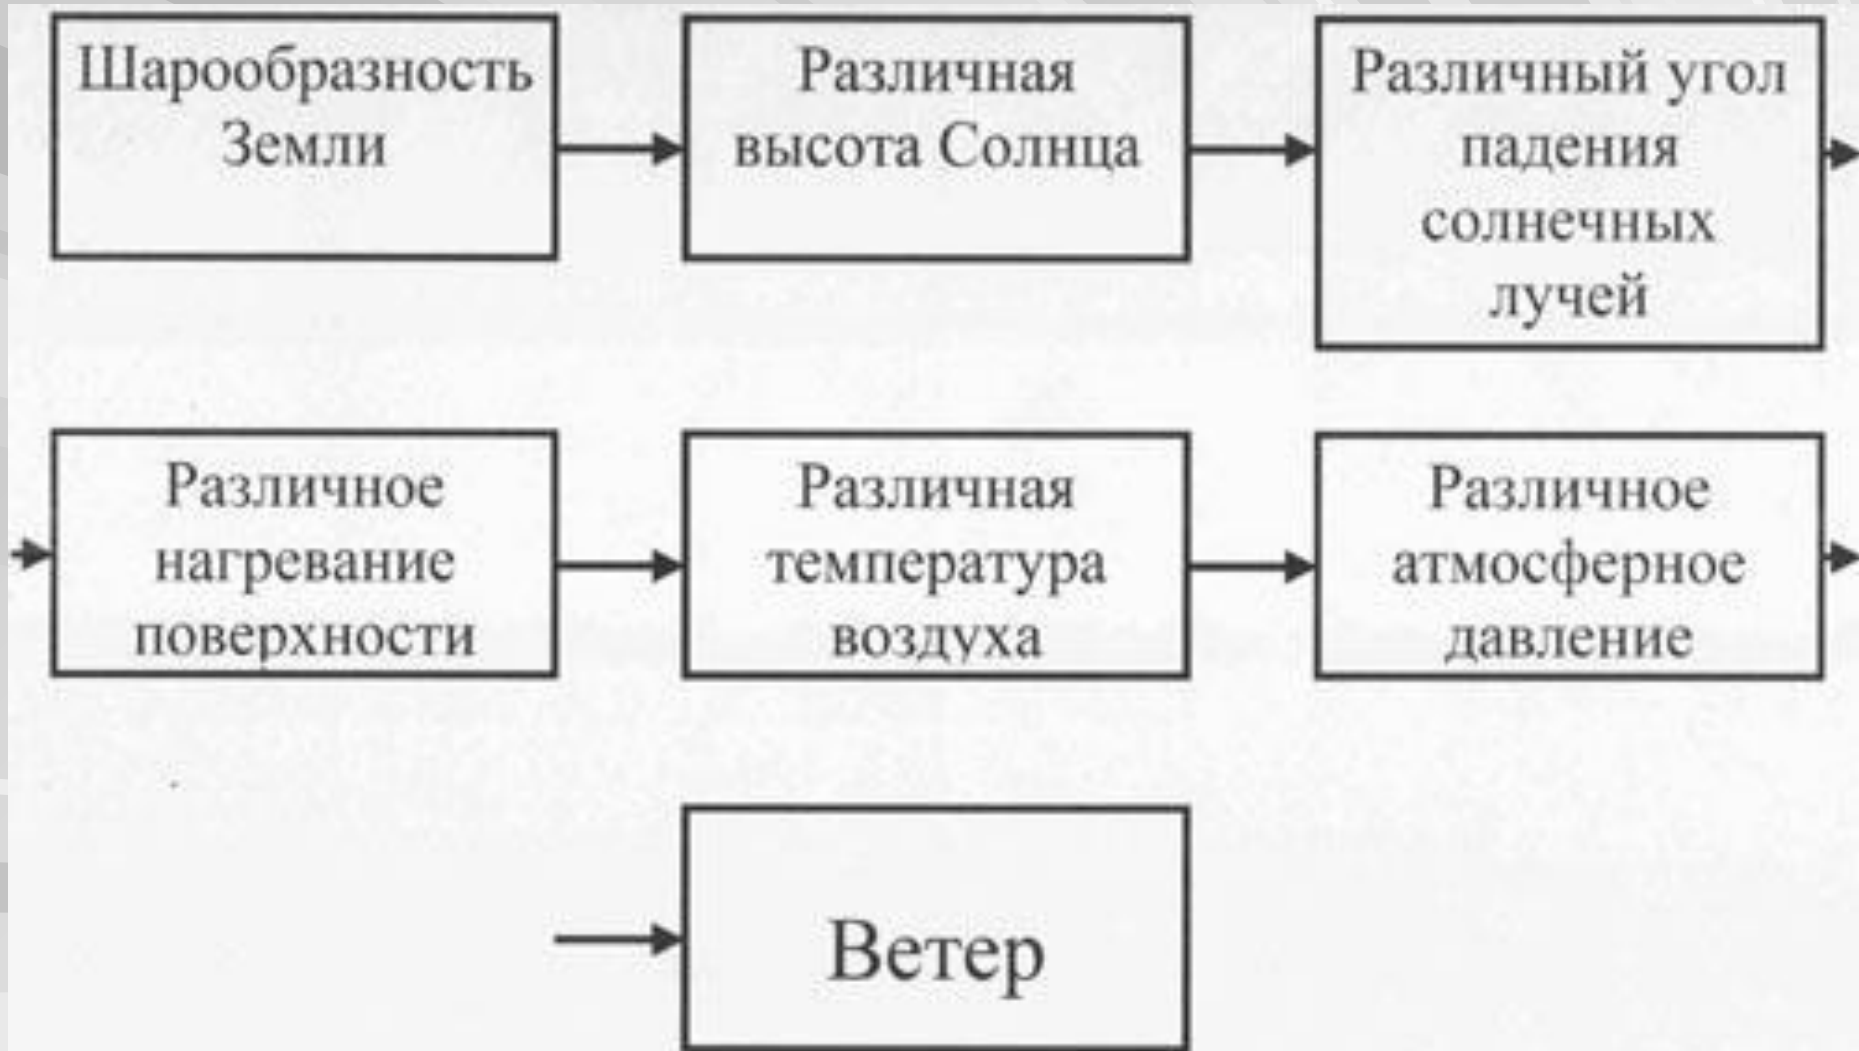 Шарообразность
Земли
Различная
высота Солнца
Различный угол
падения
солнечных
лучей
Различное
нагревание
поверхности
Различная
температура
воздуха
Различное
атмосферное
давление
Ветер